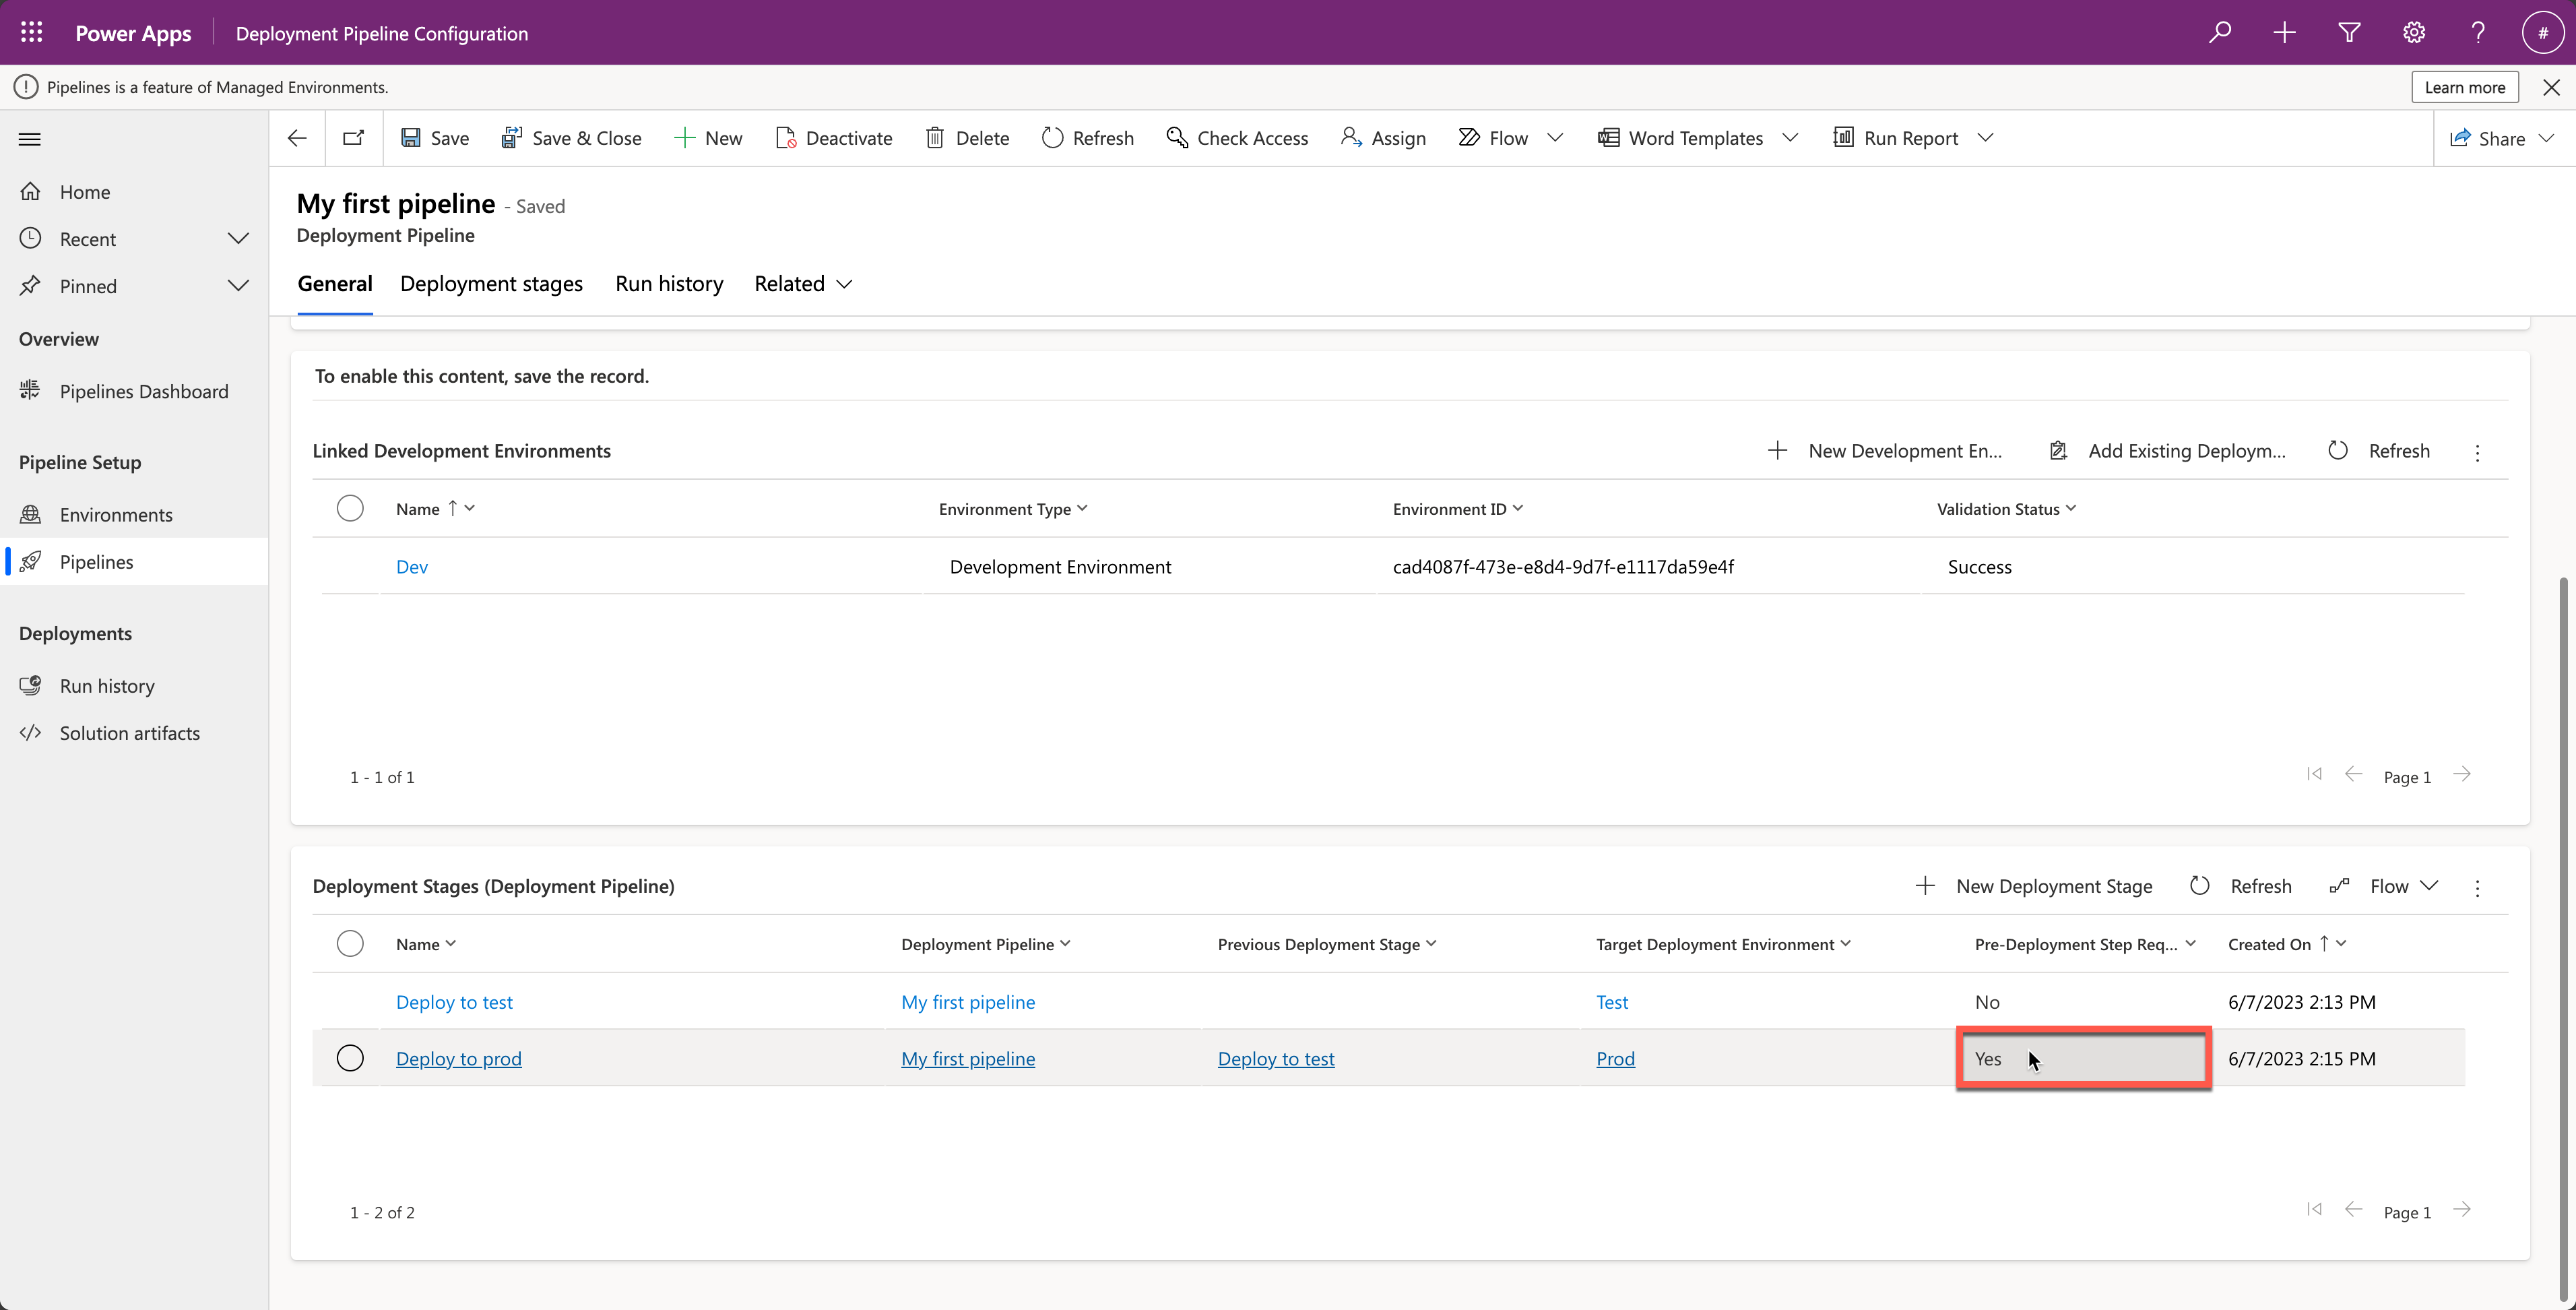 Power Apps
Deployment Pipeline Configuration
#
Pipelines is a feature of Managed Environments.
Learn more
Save
Save & Close
New
Deactivate
Delete
Refresh
Check Access
Assign
Flow
Word Templates
Run Report
Share
Home
Recent
Pinned
Overview
Pipelines Dashboard
Pipeline Setup
Environments
Pipelines
Deployments
Run history
Solution artifacts
My first pipeline - Saved
Deployment Pipeline
General
Deployment stages
Run history
Related
To enable this content, save the record.
Linked Development Environments
New Development En...
Add Existing Deploym...
Refresh
Name ↑
Environment Type
Environment ID
Validation Status
Dev
Development Environment
cad4087f-473e-e8d4-9d7f-e1117da59e4f
Success
1 - 1 of 1
Page 1
Deployment Stages (Deployment Pipeline)
New Deployment Stage
Refresh
Flow
Name
Deployment Pipeline
Previous Deployment Stage
Target Deployment Environment
Pre-Deployment Step Req...
Created On ↑
Deploy to test
My first pipeline
Test
No
6/7/2023 2:13 PM
Deploy to prod
My first pipeline
Deploy to test
Prod
Yes
6/7/2023 2:15 PM
1 - 2 of 2
Page 1